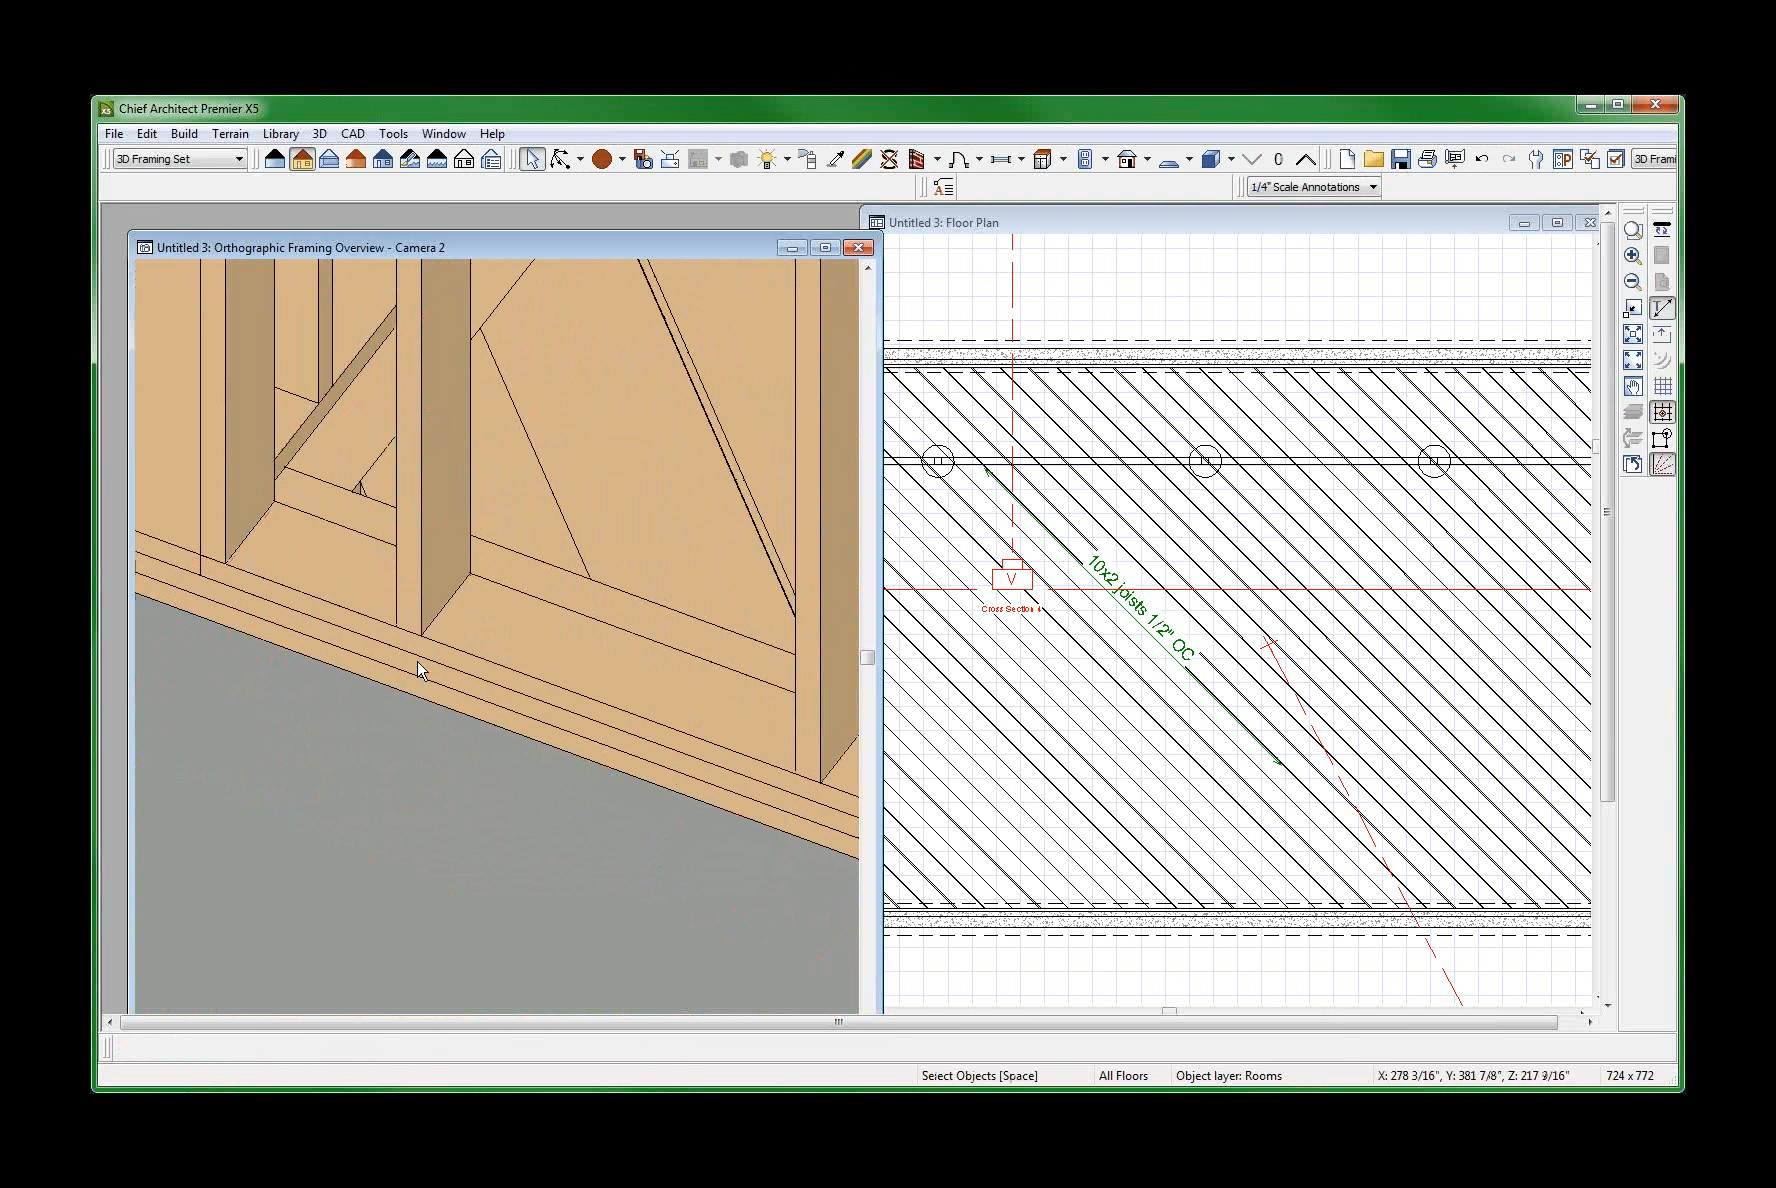 X5 Chief Architect Premier X5
File Edit Build Terrain Library 3D CAD Tools Window Help
3D Framing Set
0
3D Frami
A
1/4" Scale Annotations
Untitled 3: Floor Plan
Untitled 3: Orthographic Framing Overview - Camera 2
10x2 joists 1/2" OC
V
Cross Section
Select Objects [Space] All Floors Object layer: Rooms X: 278 3/16", Y: 381 7/8", Z: 217 9/16" 724 x 772